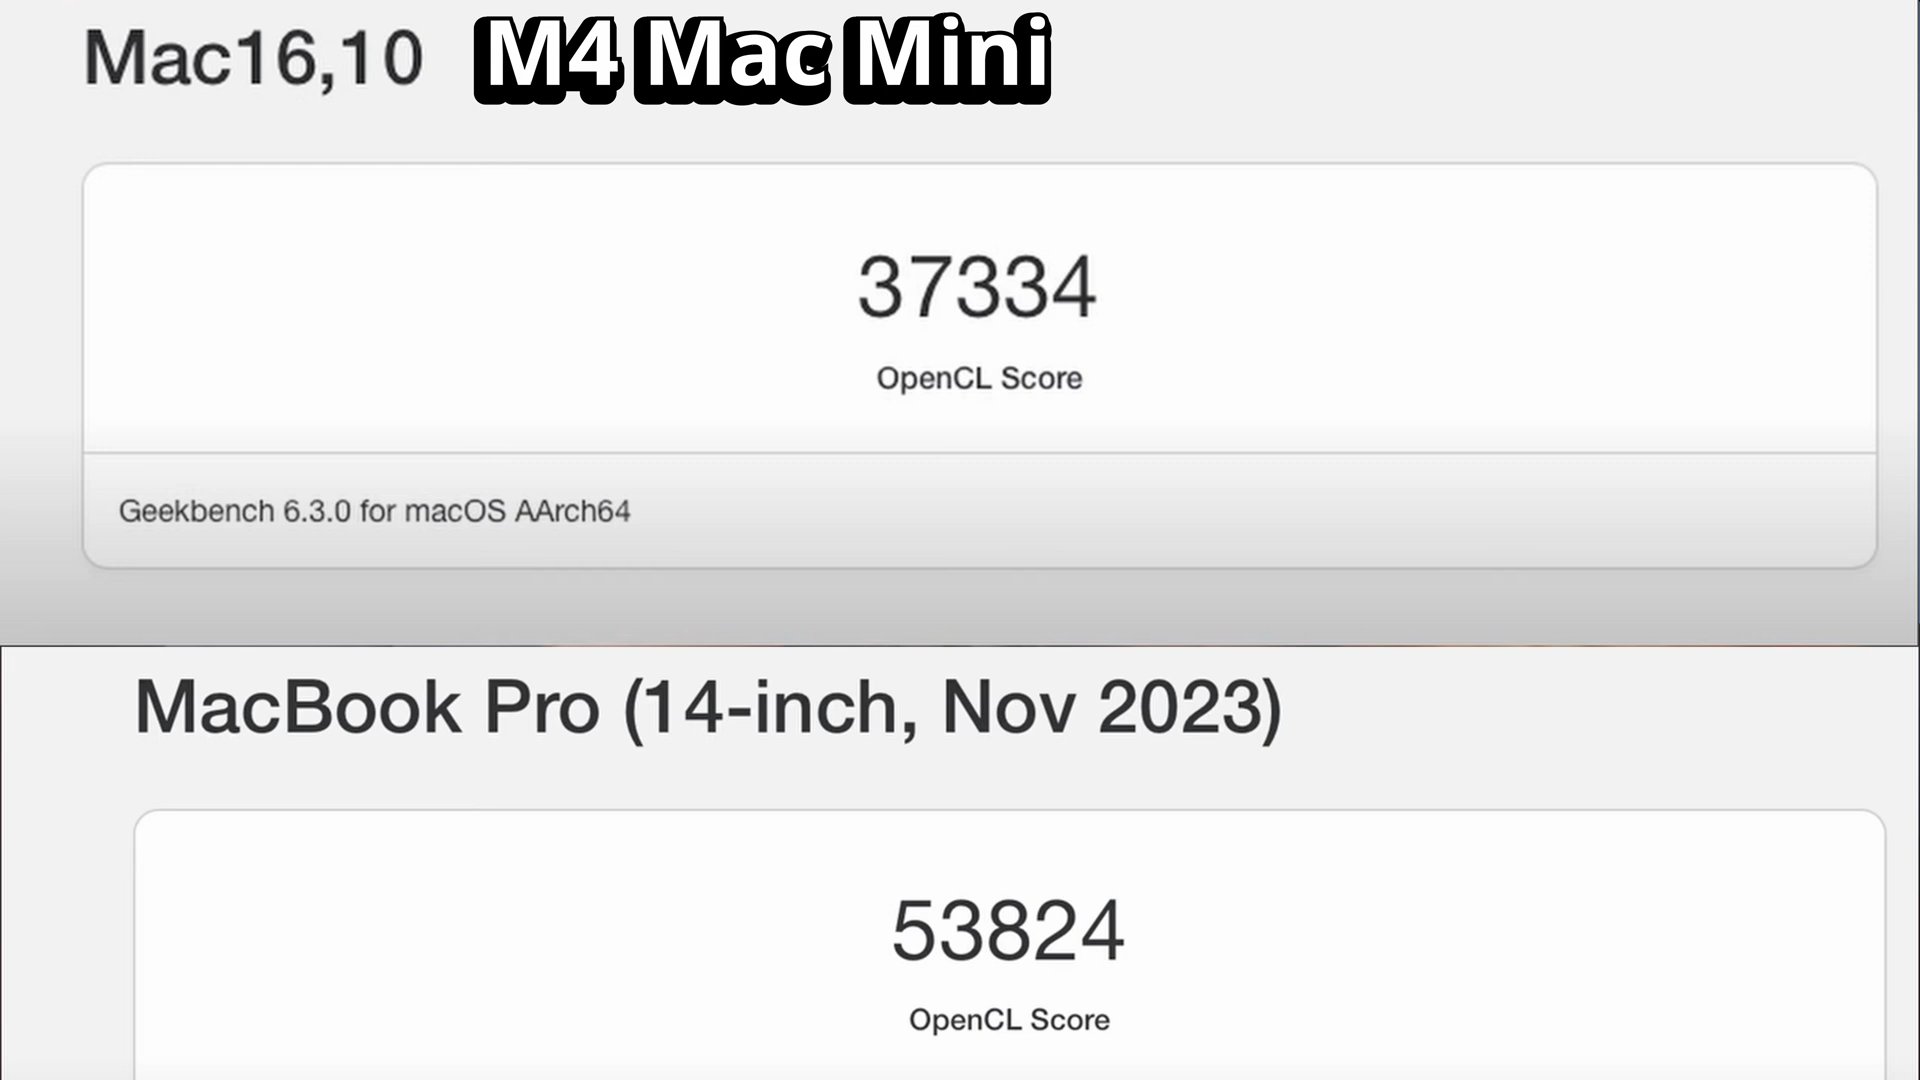 Mac16,10 M4 Mac Mini
37334
OpenCL Score
Geekbench 6.3.0 for macOS AArch64
MacBook Pro (14-inch, Nov 2023)
53824
OpenCL Score